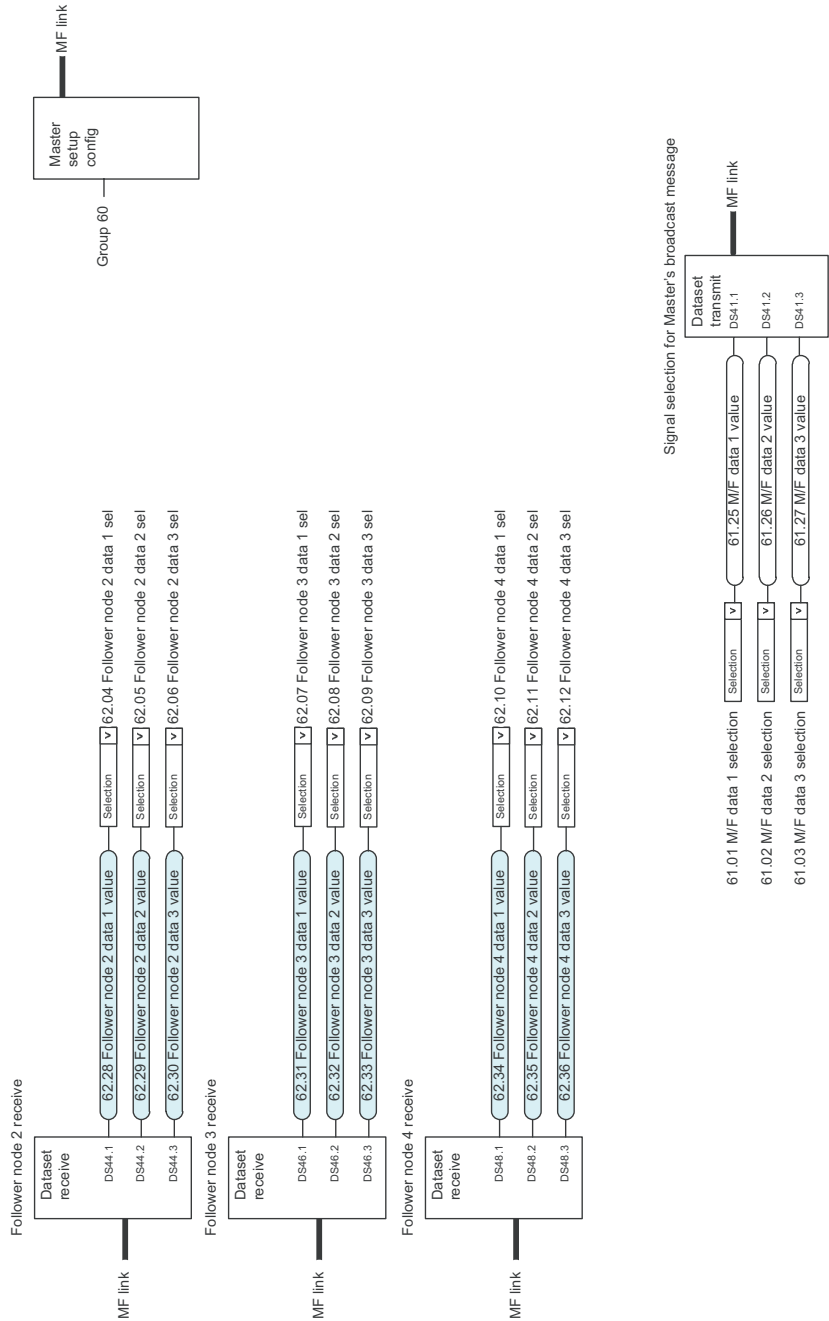 Follower node 2 receive
MF link
Dataset
receive
DS44.1
62.28 Follower node 2 data 1 value
Selection
v
62.04 Follower node 2 data 1 sel
DS44.2
62.29 Follower node 2 data 2 value
Selection
v
62.05 Follower node 2 data 2 sel
DS44.3
62.30 Follower node 2 data 3 value
Selection
v
62.06 Follower node 2 data 3 sel
Group 60
Master
setup
config
MF link
Follower node 3 receive
MF link
Dataset
receive
DS46.1
62.31 Follower node 3 data 1 value
Selection
v
62.07 Follower node 3 data 1 sel
DS46.2
62.32 Follower node 3 data 2 value
Selection
v
62.08 Follower node 3 data 2 sel
DS46.3
62.33 Follower node 3 data 3 value
Selection
v
62.09 Follower node 3 data 3 sel
Follower node 4 receive
MF link
Dataset
receive
DS48.1
62.34 Follower node 4 data 1 value
Selection
v
62.10 Follower node 4 data 1 sel
DS48.2
62.35 Follower node 4 data 2 value
Selection
v
62.11 Follower node 4 data 2 sel
DS48.3
62.36 Follower node 4 data 3 value
Selection
v
62.12 Follower node 4 data 3 sel
Signal selection for Master's broadcast message
61.01 M/F data 1 selection
Selection
v
61.25 M/F data 1 value
Dataset
transmit
DS41.1
MF link
61.02 M/F data 2 selection
Selection
v
61.26 M/F data 2 value
DS41.2
61.03 M/F data 3 selection
Selection
v
61.27 M/F data 3 value
DS41.3